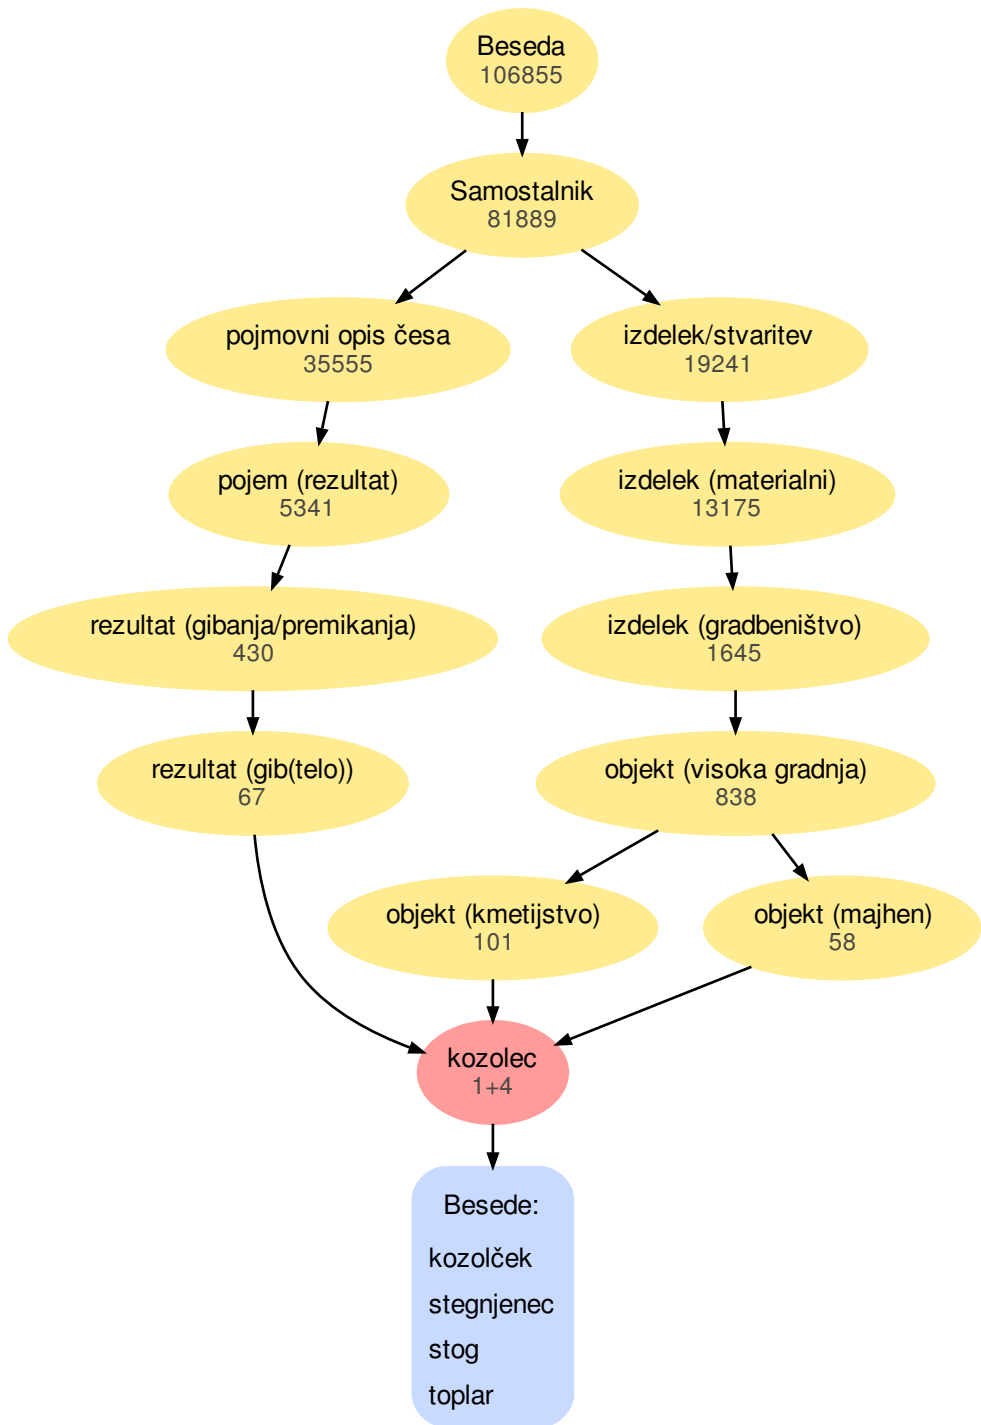 Beseda
106855
Samostalnik
81889
pojmovni opis česa
35555
izdelek/stvaritev
19241
pojem (rezultat)
5341
izdelek (materialni)
13175
rezultat (gibanja/premikanja)
430
izdelek (gradbeništvo)
1645
rezultat (gib(telo))
67
objekt (visoka gradnja)
838
objekt (kmetijstvo)
101
objekt (majhen)
58
kozolec
1+4
Besede:
kozolček
stegnjenec
stog
toplar